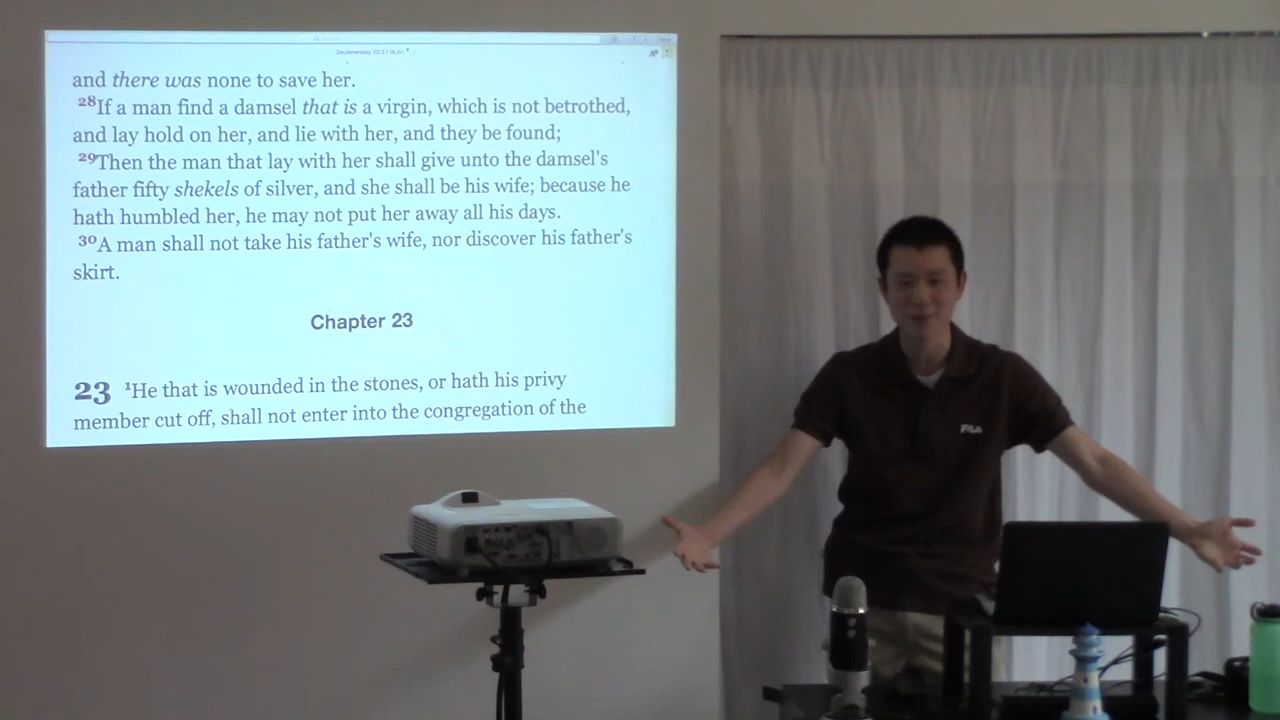 Deuteronomy 22-27 (KJV)
and there was none to save her.
28If a man find a damsel that is a virgin, which is not betrothed,
and lay hold on her, and lie with her, and they be found;
29Then the man that lay with her shall give unto the damsel's
father fifty shekels of silver, and she shall be his wife; because he
hath humbled her, he may not put her away all his days.
30A man shall not take his father's wife, nor discover his father's
skirt.
Chapter 23
23 1He that is wounded in the stones, or hath his privy
member cut off, shall not enter into the congregation of the
FILA